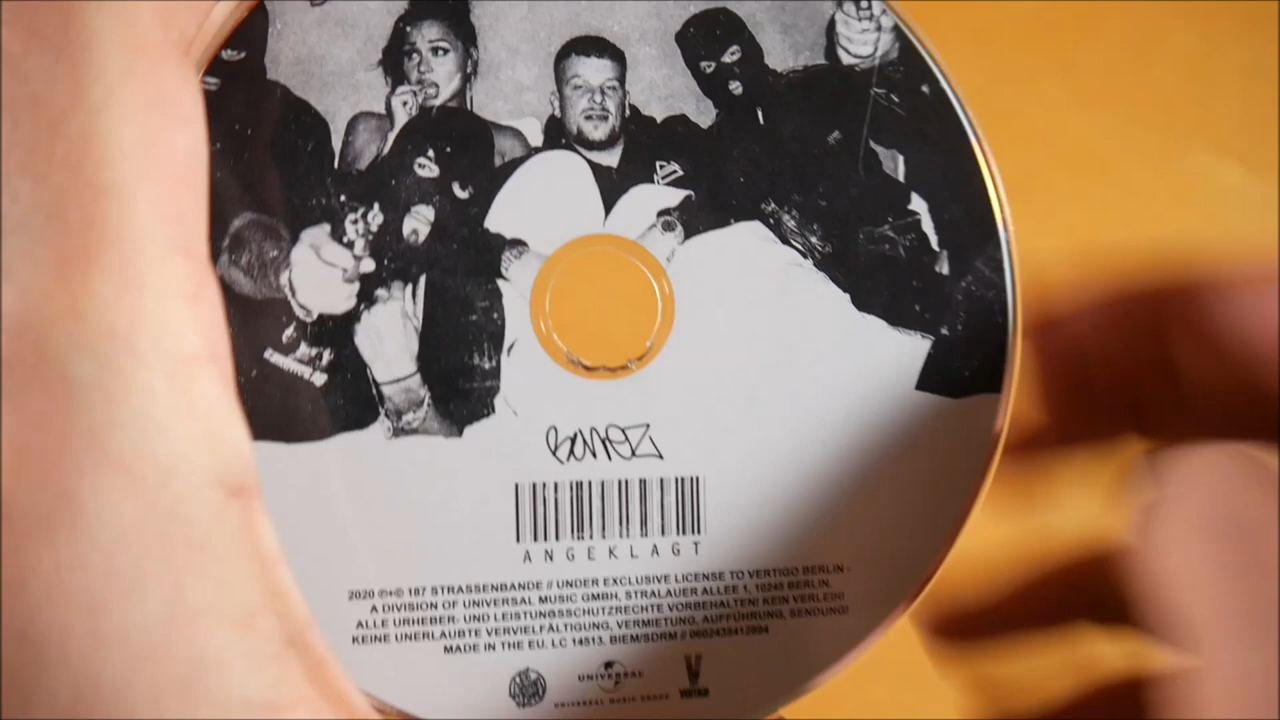 BONEZ
ANGEKLAGT
2020 ℗+© 187 STRASSENBANDE // UNDER EXCLUSIVE LICENSE TO VERTIGO BERLIN -
A DIVISION OF UNIVERSAL MUSIC GMBH, STRALAUER ALLEE 1, 10245 BERLIN.
ALLE URHEBER- UND LEISTUNGSSCHUTZRECHTE VORBEHALTEN! KEIN VERLEIH!
KEINE UNERLAUBTE VERVIELFÄLTIGUNG, VERMIETUNG, AUFFÜHRUNG, SENDUNG!
MADE IN THE EU. LC 14513. BIEM/SDRM //
UNIVERSAL
UNIVERSAL MUSIC GROUP
V
VERTIGO